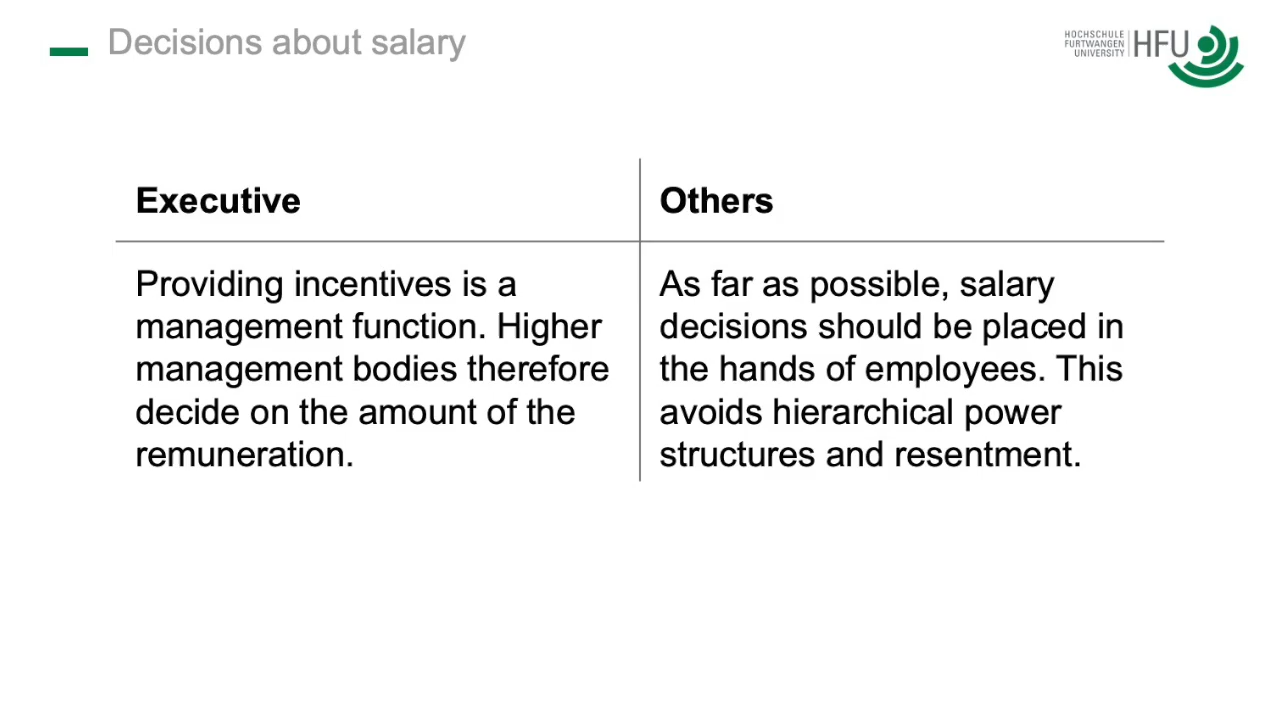 Decisions about salary
HOCHSCHULE
FURTWANGEN
UNIVERSITY
HFU
Executive
Others
Providing incentives is a
management function. Higher
management bodies therefore
decide on the amount of the
remuneration.
As far as possible, salary
decisions should be placed in
the hands of employees. This
avoids hierarchical power
structures and resentment.